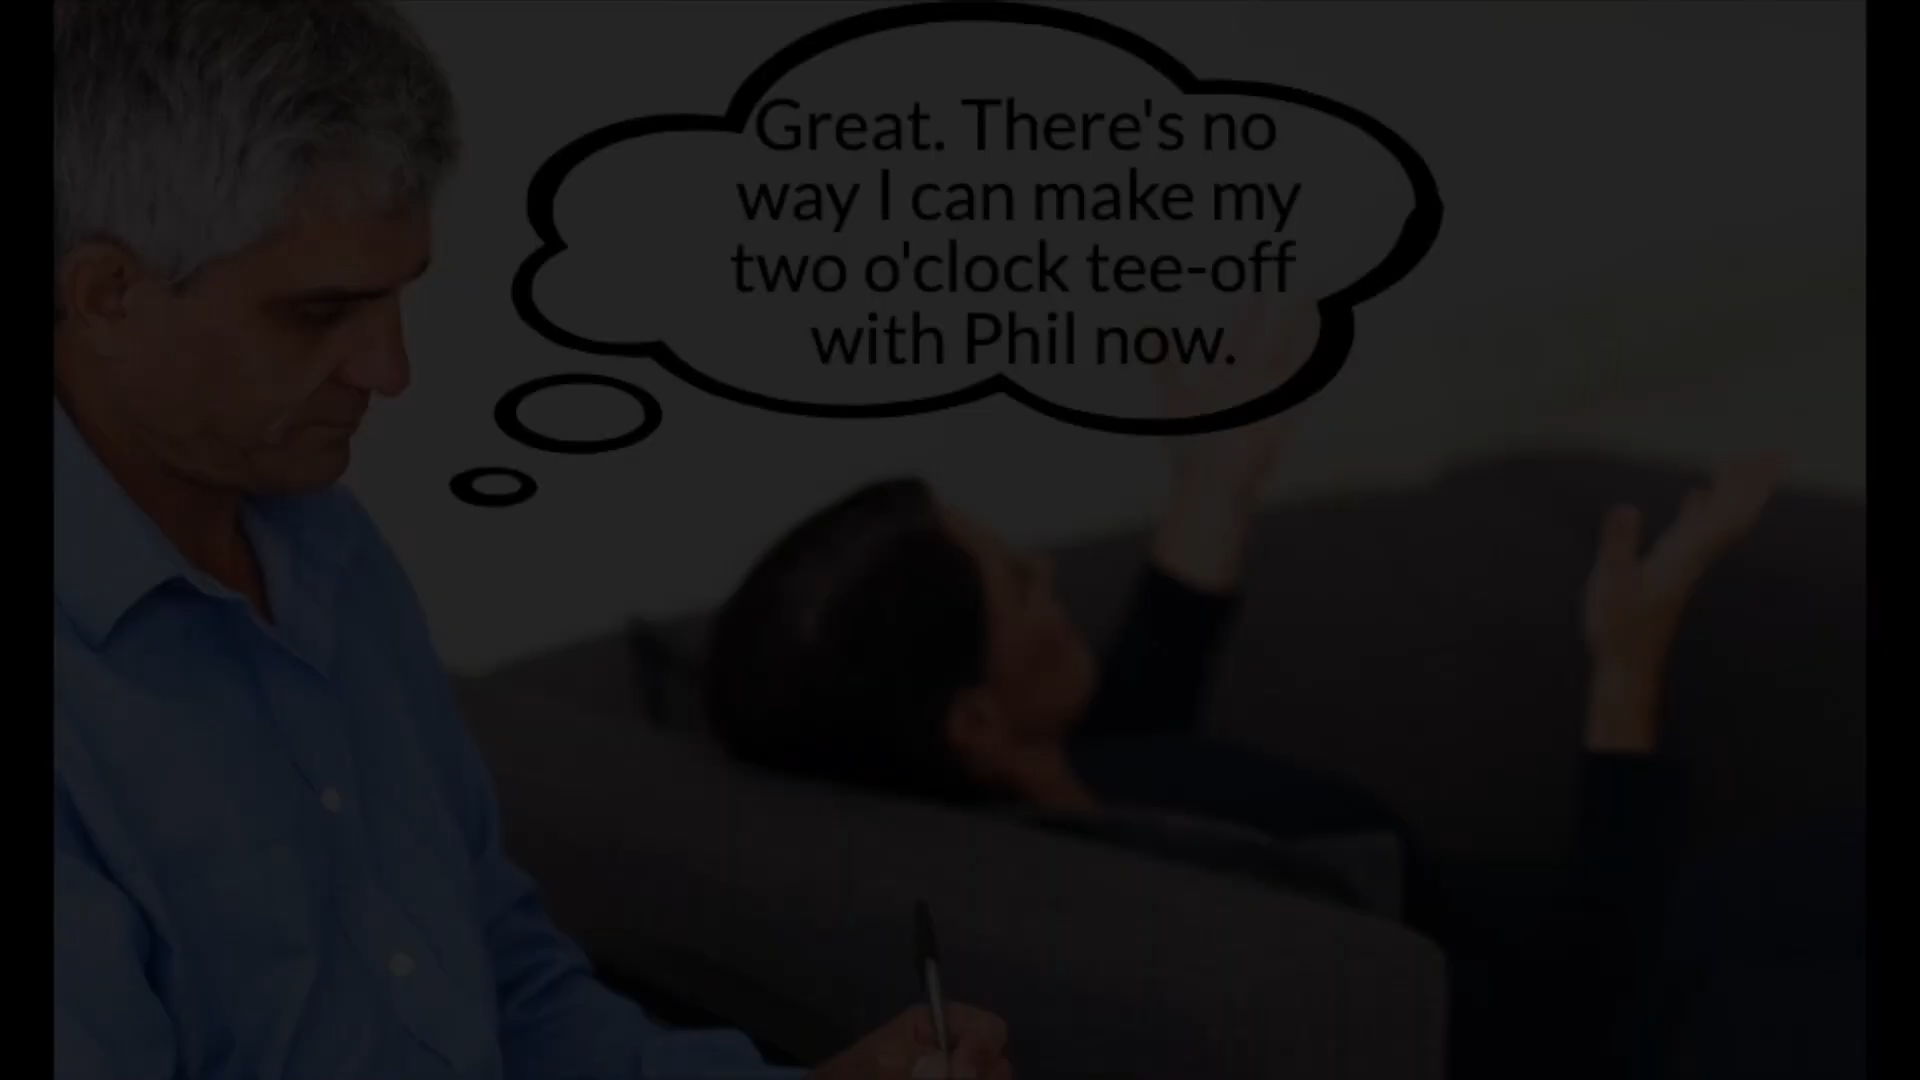 Great. There's no
way I can make my
two o'clock tee-off
with Phil now.